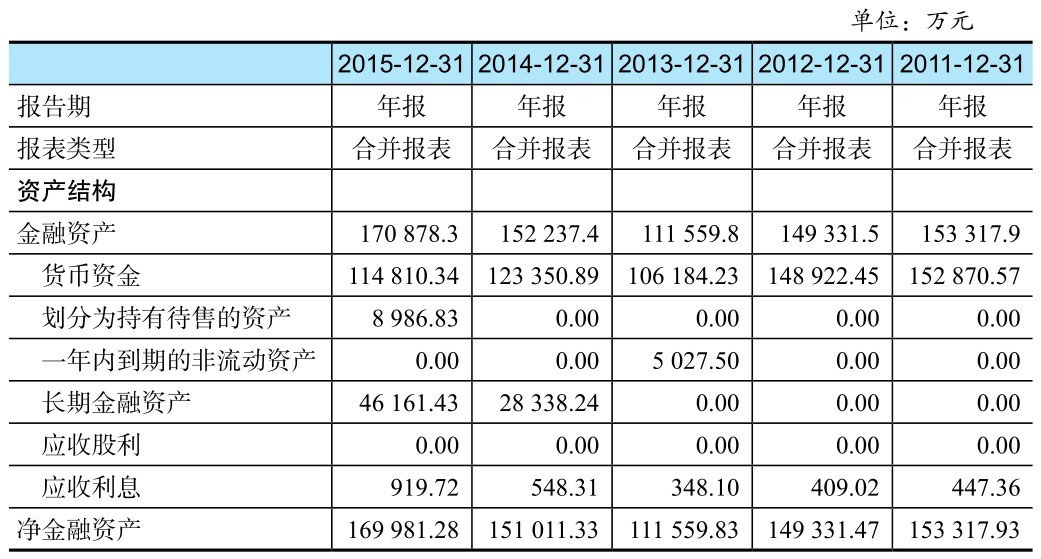 单位：万元
2015-12-31 2014-12-31 2013-12-31 2012-12-31 2011-12-31
报告期 年报 年报 年报 年报 年报
报表类型 合并报表 合并报表 合并报表 合并报表 合并报表
资产结构
金融资产 170 878.3 152 237.4 111 559.8 149 331.5 153 317.9
货币资金 114 810.34 123 350.89 106 184.23 148 922.45 152 870.57
划分为持有待售的资产 8 986.83 0.00 0.00 0.00 0.00
一年内到期的非流动资产 0.00 0.00 5 027.50 0.00 0.00
长期金融资产 46 161.43 28 338.24 0.00 0.00 0.00
应收股利 0.00 0.00 0.00 0.00 0.00
应收利息 919.72 548.31 348.10 409.02 447.36
净金融资产 169 981.28 151 011.33 111 559.83 149 331.47 153 317.93